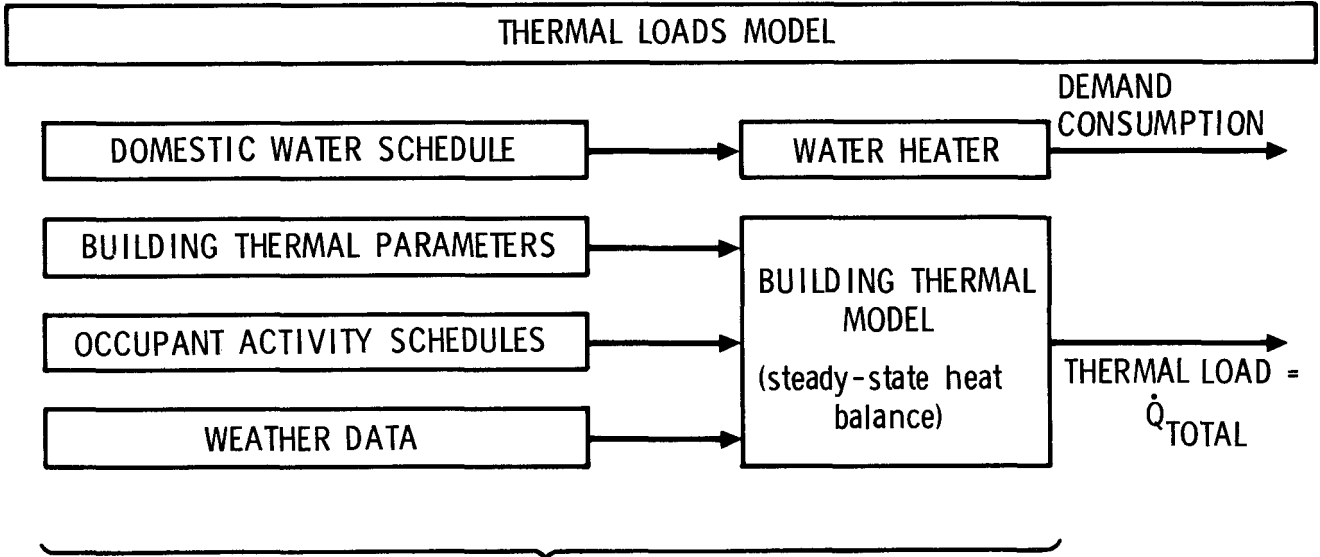 THERMAL LOADS MODEL
DEMAND
CONSUMPTION
DOMESTIC WATER SCHEDULE
WATER HEATER
BUILDING THERMAL PARAMETERS
OCCUPANT ACTIVITY SCHEDULES
WEATHER DATA
BUILDING THERMAL
MODEL
(steady-state heat
balance)
THERMAL LOAD =
Q̇TOTAL